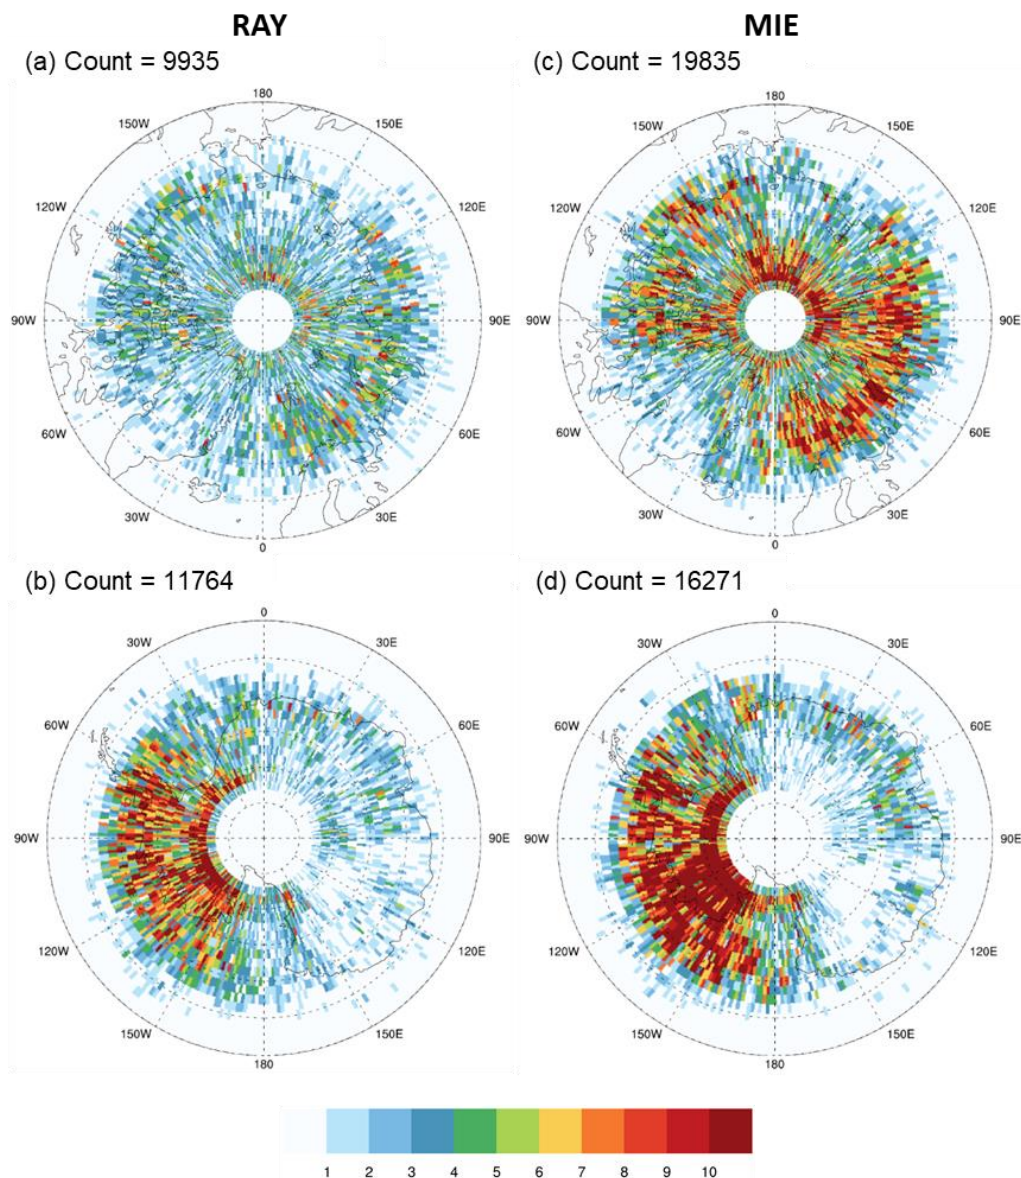 RAY MIE
(a) Count = 9935 (c) Count = 19835
180 180
150W 150E 150W 150E
120W 120E 120W 120E
90W 90E 90W 90E
60W 60E 60W 60E
30W 30E 30W 30E
0 0
(b) Count = 11764 (d) Count = 16271
0 0
30W 30E 30W 30E
60W 60E 60W 60E
90W 90E 90W 90E
120W 120E 120W 120E
150W 150E 150W 150E
180 180
1 2 3 4 5 6 7 8 9 10